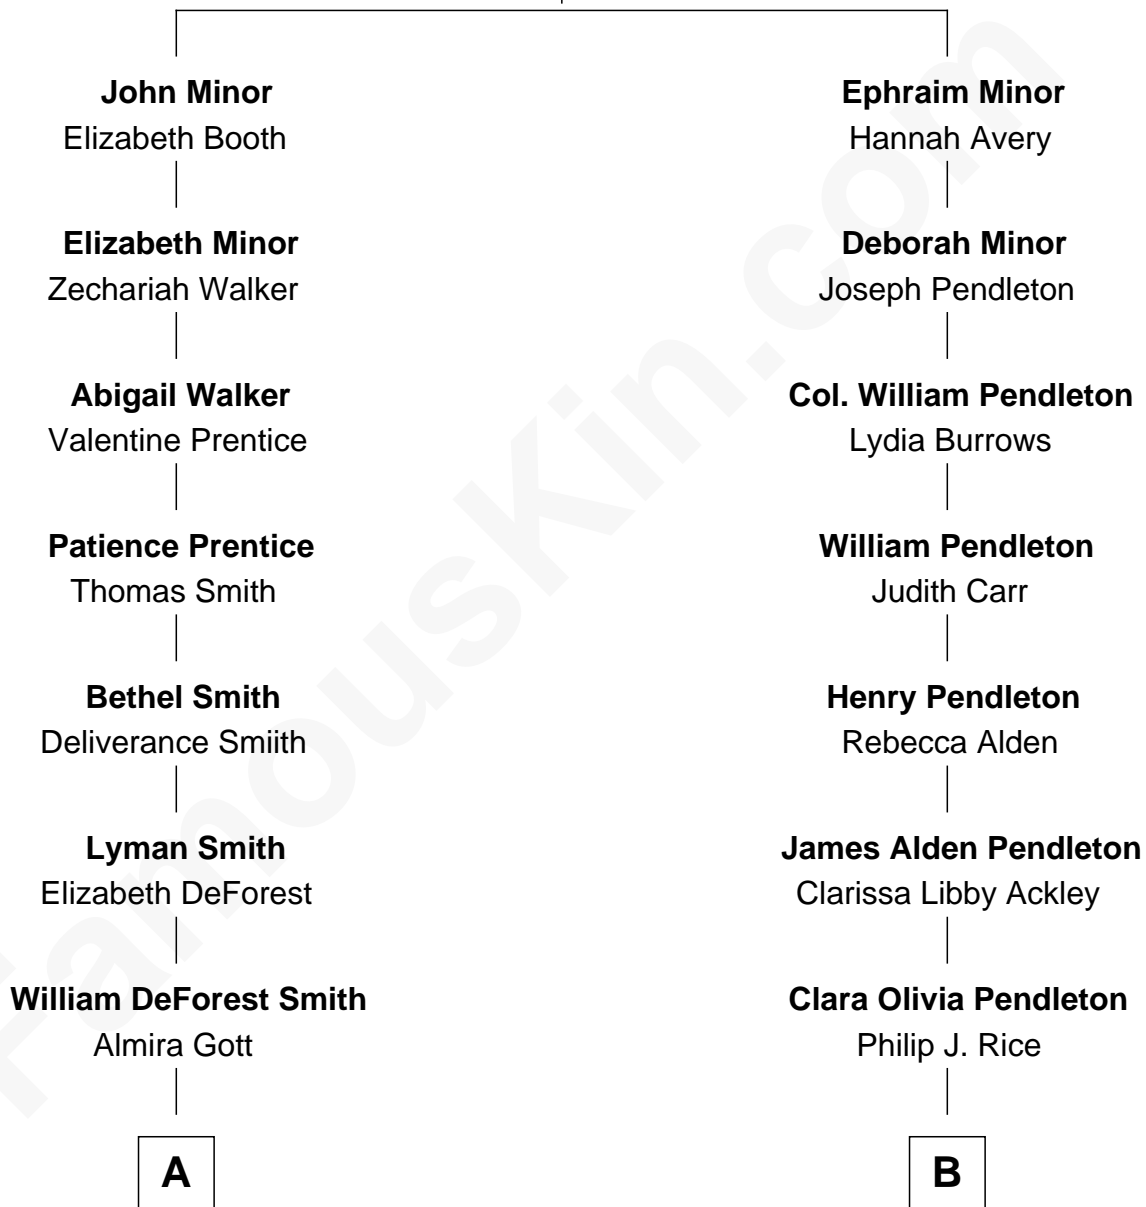 John Minor
Elizabeth Booth
Elizabeth Minor
Zechariah Walker
Abigail Walker
Valentine Prentice
Patience Prentice
Thomas Smith
Bethel Smith
Deliverance Smiith
Lyman Smith
Elizabeth DeForest
William DeForest Smith
Almira Gott
A
Ephraim Minor
Hannah Avery
Deborah Minor
Joseph Pendleton
Col. William Pendleton
Lydia Burrows
William Pendleton
Judith Carr
Henry Pendleton
Rebecca Alden
James Alden Pendleton
Clarissa Libby Ackley
Clara Olivia Pendleton
Philip J. Rice
B
FamousKin.com